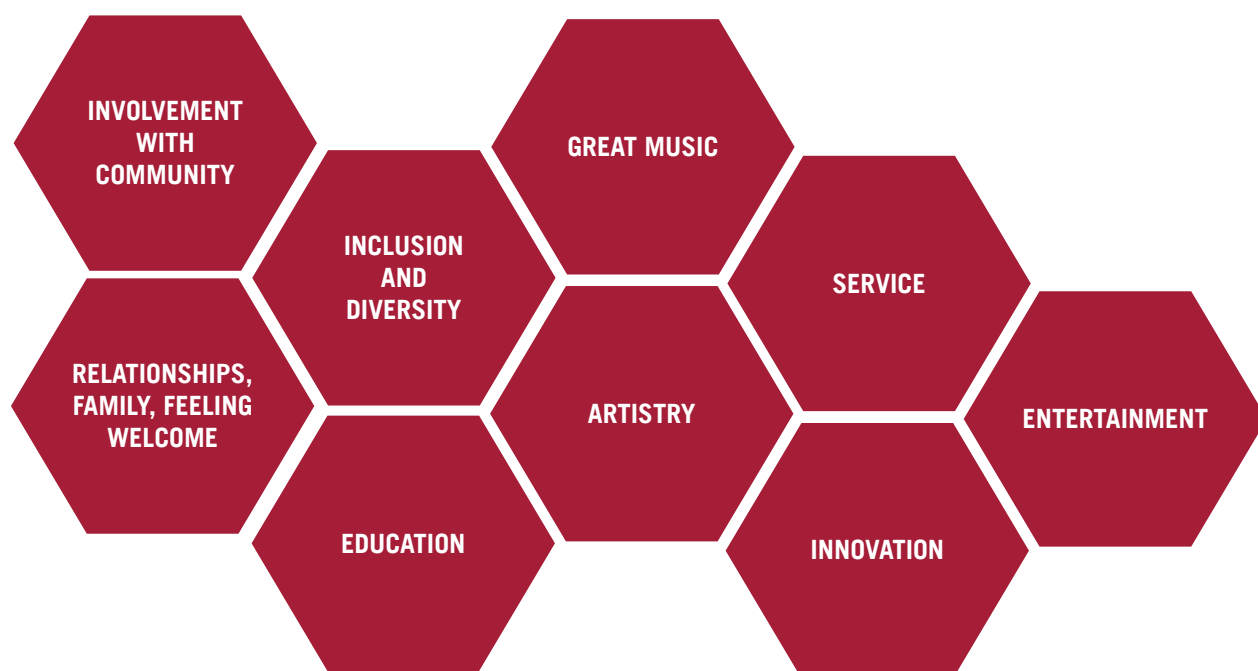 INVOLVEMENT
WITH
COMMUNITY
GREAT MUSIC
INCLUSION
AND
DIVERSITY
SERVICE
RELATIONSHIPS,
FAMILY, FEELING
WELCOME
ARTISTRY
ENTERTAINMENT
EDUCATION
INNOVATION